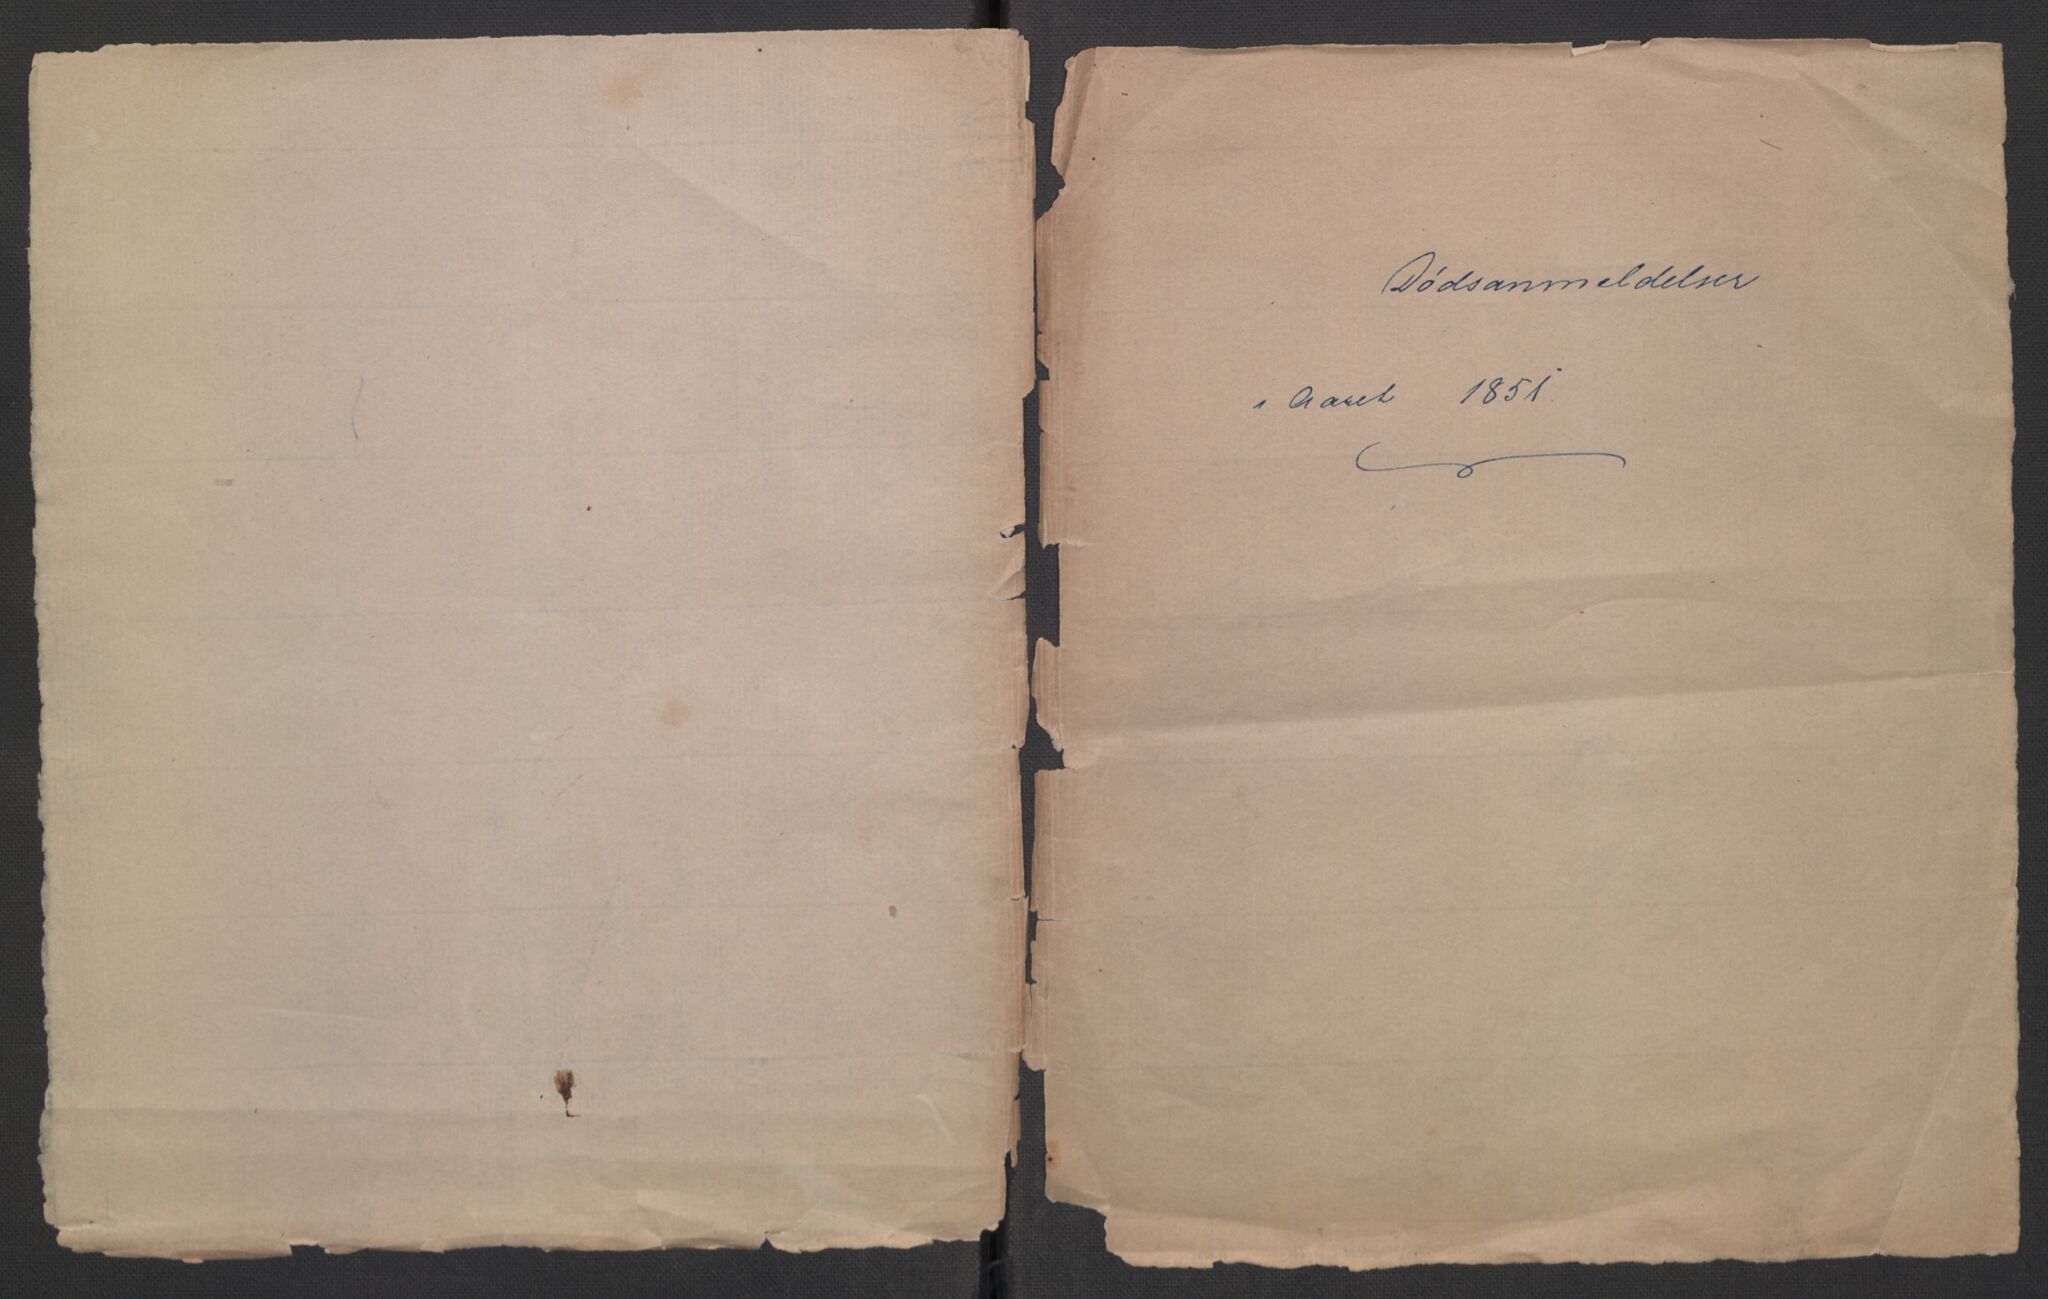 Dødsanmeldelser
i Aaret 1851.